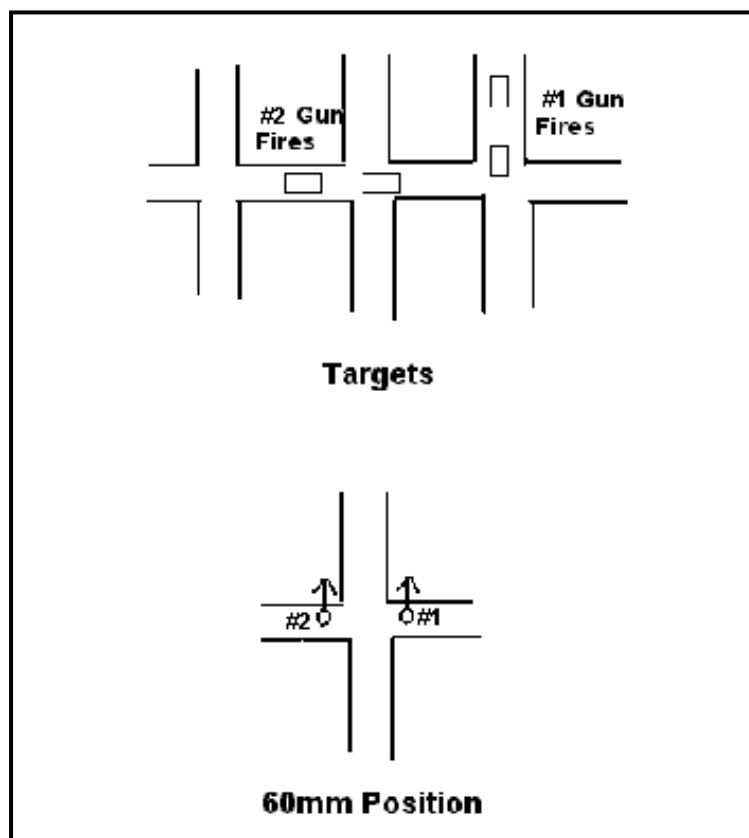 #2 Gun
Fires
#1 Gun
Fires
Targets
#2
#1
60mm Position